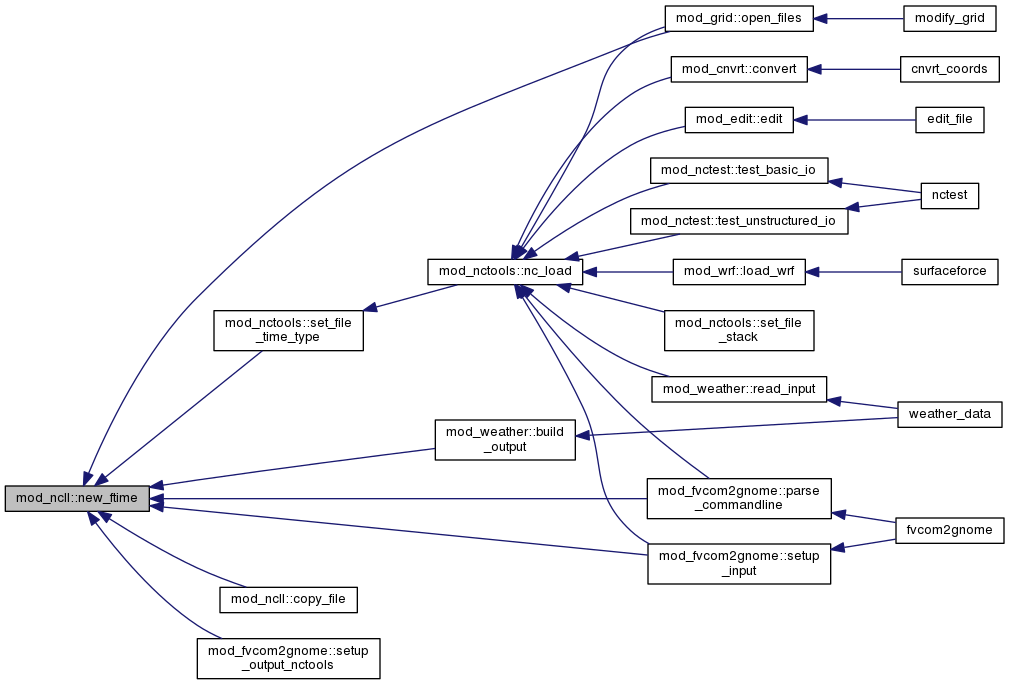 mod_grid::open_files
modify_grid
mod_cnvrt::convert
cnvrt_coords
mod_edit::edit
edit_file
mod_nctest::test_basic_io
nctest
mod_nctest::test_unstructured_io
mod_nctools::nc_load
mod_wrf::load_wrf
surfaceforce
mod_nctools::set_file
_time_type
mod_nctools::set_file
_stack
mod_weather::read_input
weather_data
mod_weather::build
_output
mod_ncll::new_ftime
mod_fvcom2gnome::parse
_commandline
fvcom2gnome
mod_fvcom2gnome::setup
_input
mod_ncll::copy_file
mod_fvcom2gnome::setup
_output_nctools